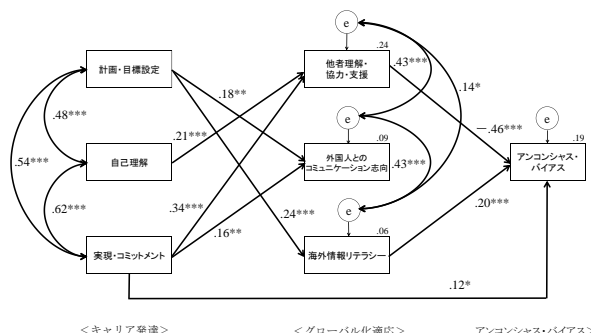 e
.24
計画・目標設定
他者理解・
協力・支援
.43***
.14*
.18**
.48***
e
.09
e
－.46***
.19
.21***
.54***
自己理解
外国人との
コミュニケーション志向
.43***
アンコンシャス・
バイアス
.62***
.34***
.16**
.24***
e
.20***
.06
実現・コミットメント
海外情報リテラシー
.12*
＜キャリア発達＞
＜グローバル化適応＞
アンコンシャス・バイアス＞